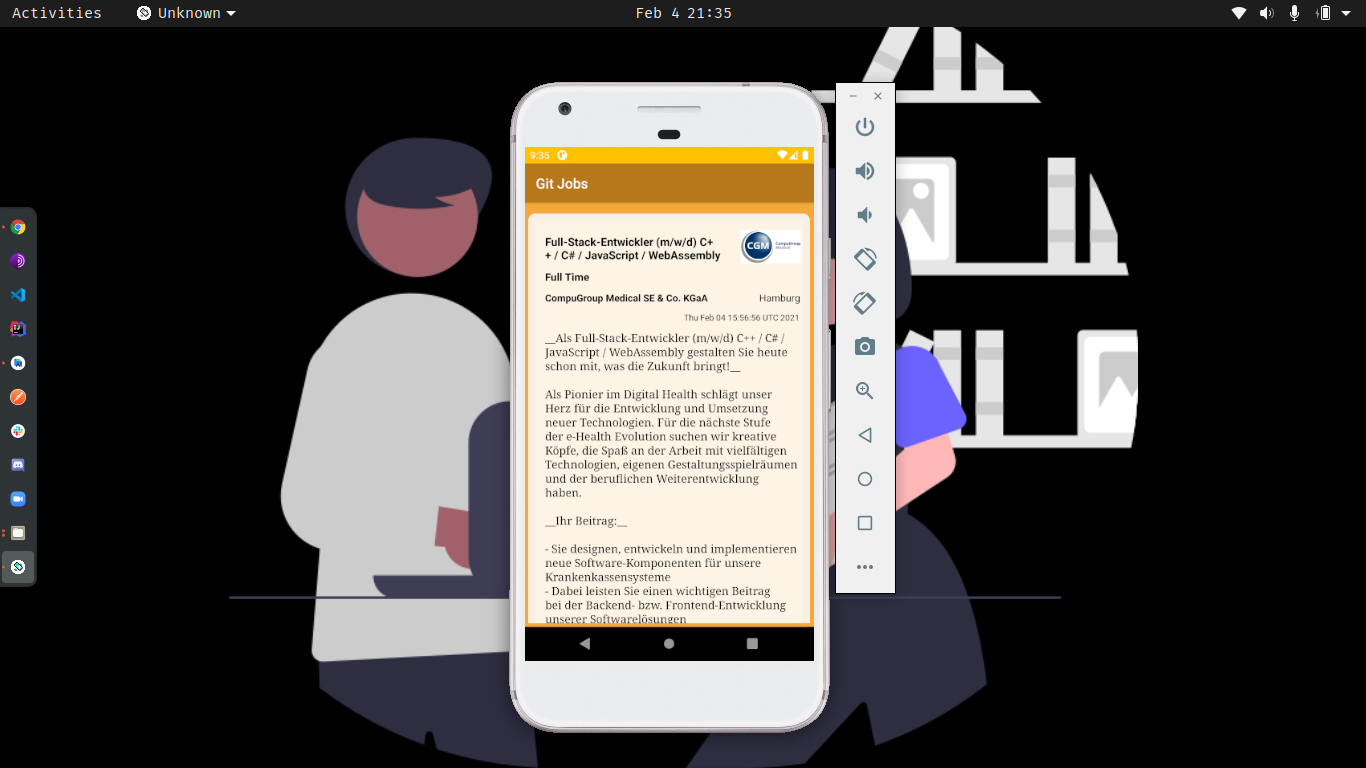 Activities
Unknown
Feb 4 21:35
9:35
Git Jobs
Full-Stack-Entwickler (m/w/d) C+
+ / C# / JavaScript / WebAssembly
CGM
CompuGroup
Medical
Full Time
CompuGroup Medical SE & Co. KGaA
Hamburg
Thu Feb 04 15:56:56 UTC 2021
__Als Full-Stack-Entwickler (m/w/d) C++ / C# /
JavaScript / WebAssembly gestalten Sie heute
schon mit, was die Zukunft bringt!__
Als Pionier im Digital Health schlägt unser
Herz für die Entwicklung und Umsetzung
neuer Technologien. Für die nächste Stufe
der e-Health Evolution suchen wir kreative
Köpfe, die Spaß an der Arbeit mit vielfältigen
Technologien, eigenen Gestaltungsspielräumen
und der beruflichen Weiterentwicklung
haben.
__Ihr Beitrag:__
- Sie designen, entwickeln und implementieren
neue Software-Komponenten für unsere
Krankenkassensysteme
- Dabei leisten Sie einen wichtigen Beitrag
bei der Backend- bzw. Frontend-Entwicklung
unserer Softwarelösungen